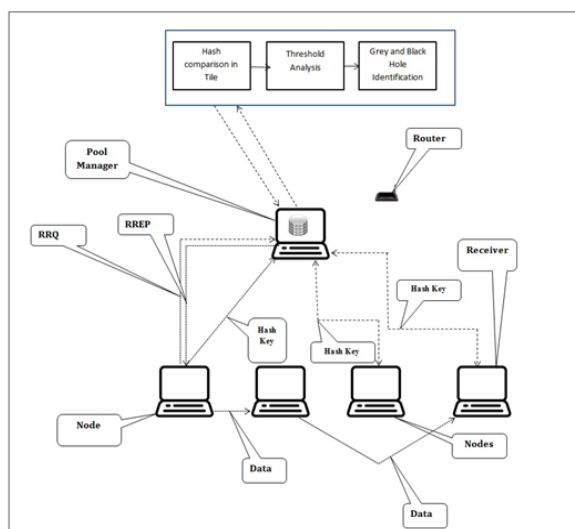 Hash
comparison in
Tile
Threshold
Analysis
Grey and Black
Hole
Identification
Pool
Manager
Router
RRQ
RREP
Receiver
Hash Key
Hash
Key
Hash Key
Node
Data
Nodes
Data